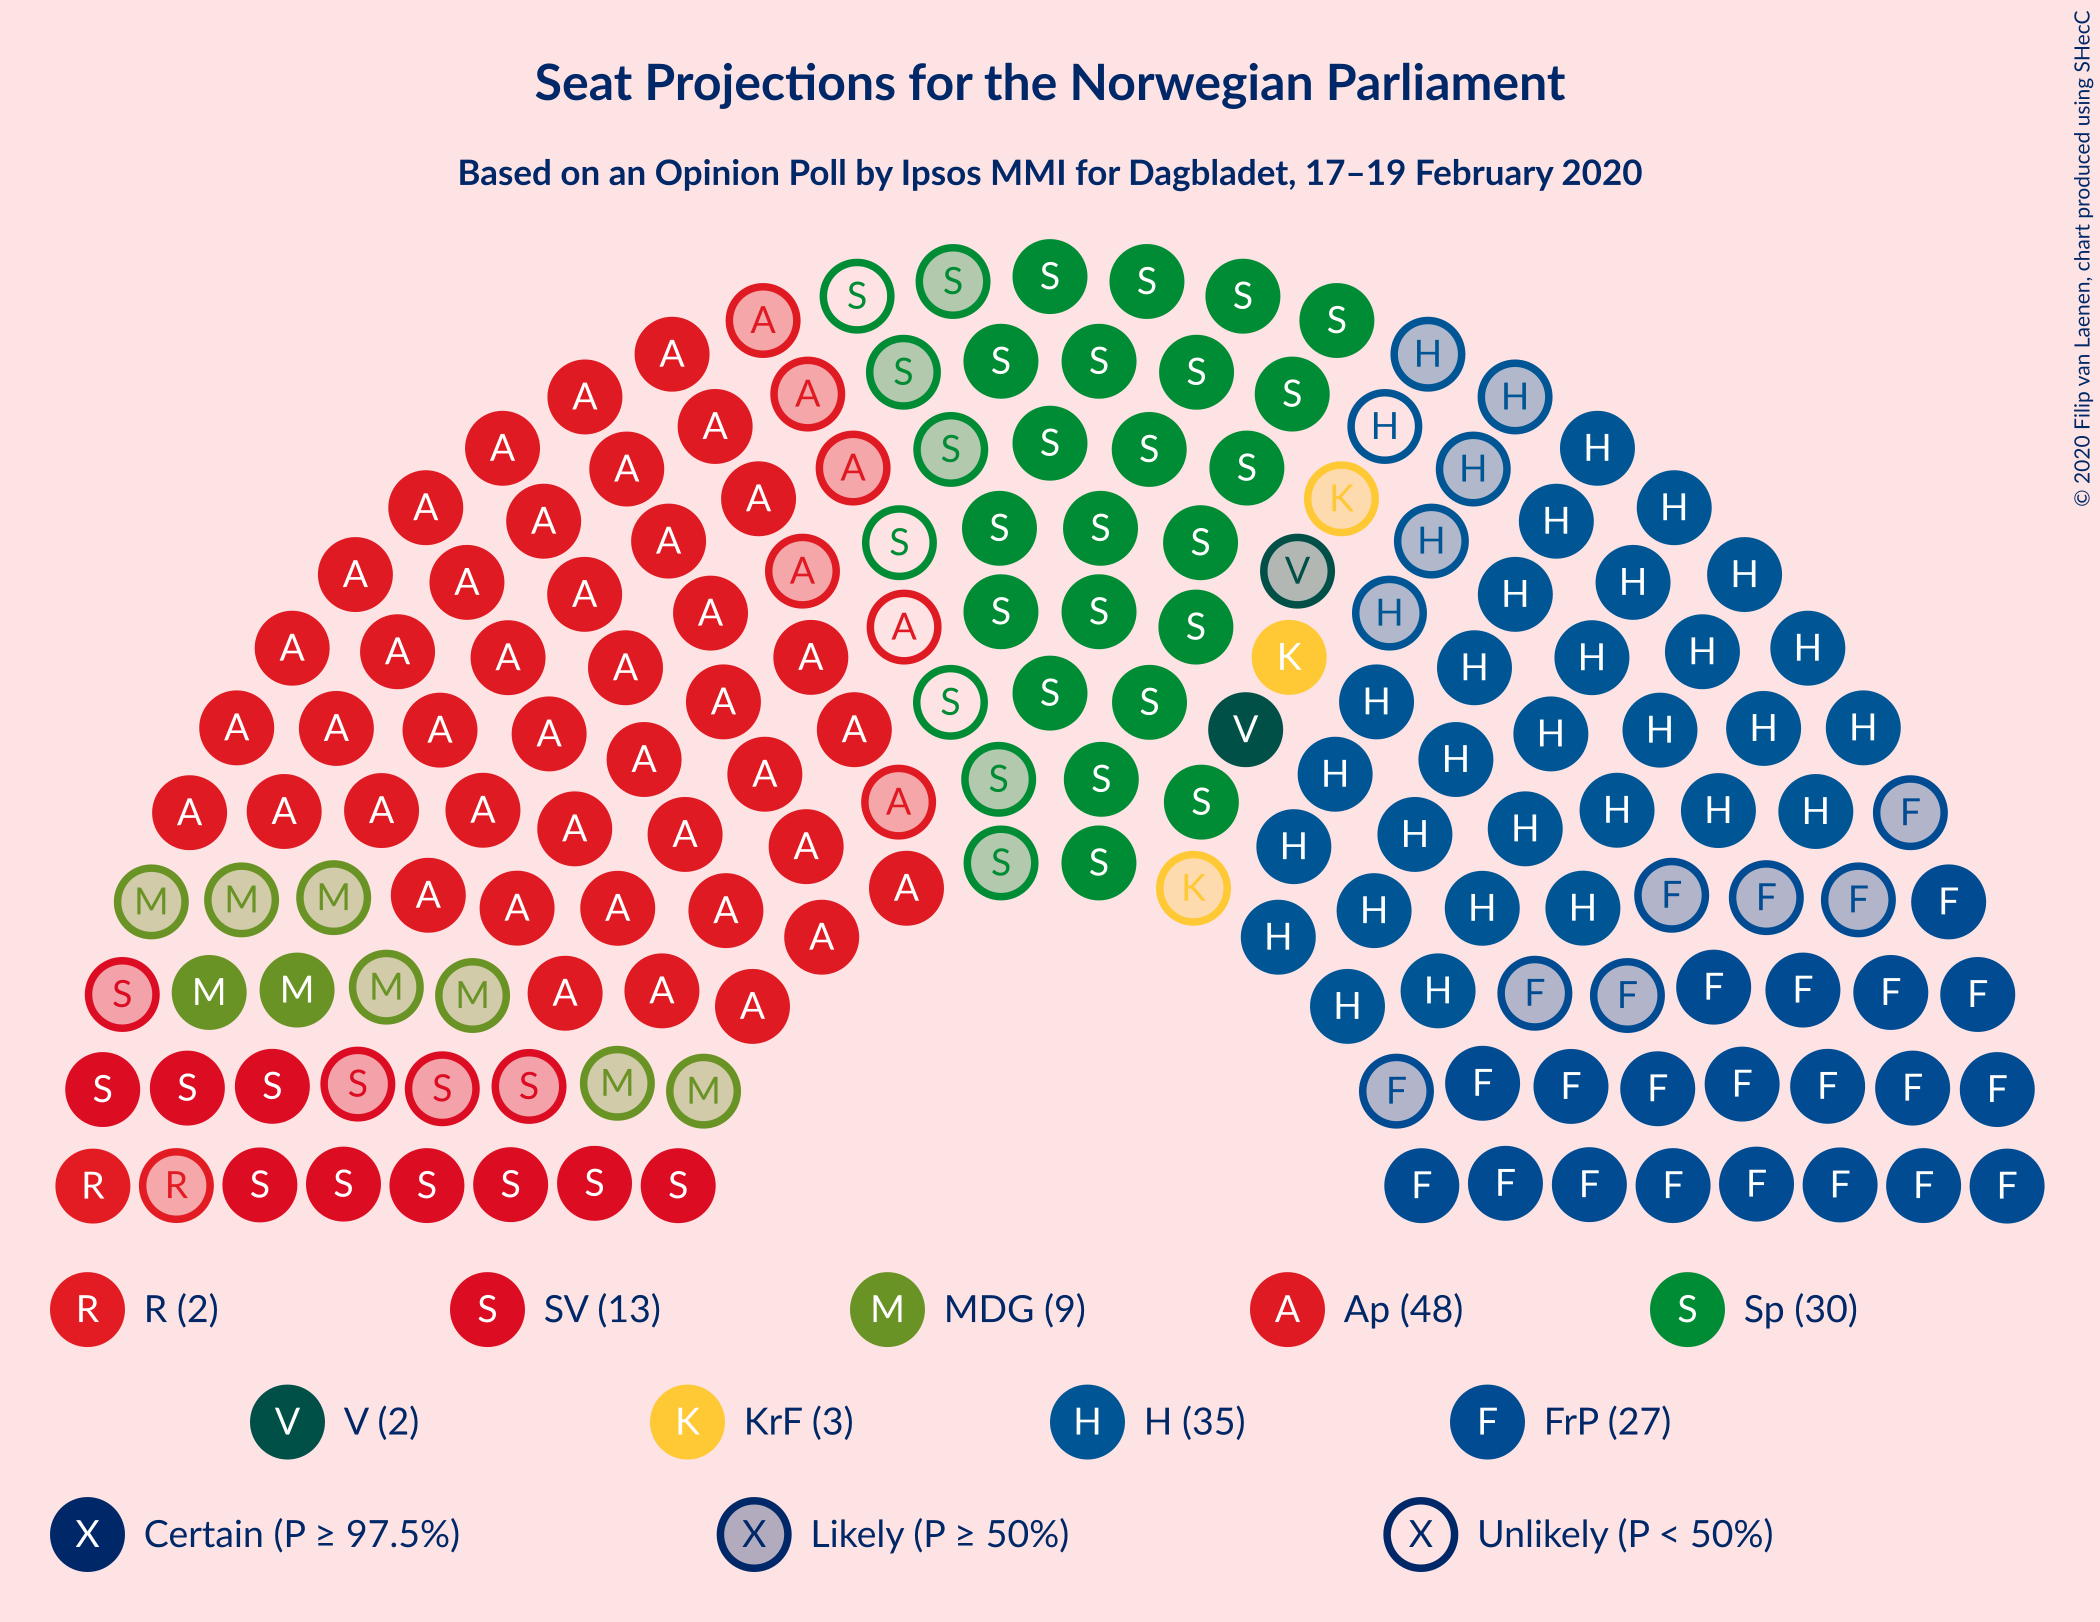 Seat Projections for the Norwegian Parliament
Based on an Opinion Poll by Ipsos MMI for Dagbladet, 17–19 February 2020
© 2020 Filip van Laenen, chart produced using SHecC
S S S S S S
A S S S S S H H
A A S S S S H H H
A A A S S S S K H H
A A A A S S S V H H H
A A A A A S S S K H H H H
A A A A A S S S V H H H H H
A A A A A A S S S H H H H H H
A A A A A A A S S K H H H H H H F
M M M A A A A A H H H H F F F F
S M M M M A A A H H F F F F F F
S S S S S S M M F F F F F F F F
R R S S S S S S F F F F F F F F
R R (2) S SV (13) M MDG (9) A Ap (48) S Sp (30)
V V (2) K KrF (3) H H (35) F FrP (27)
X Certain (P ≥ 97.5%) X Likely (P ≥ 50%) X Unlikely (P < 50%)